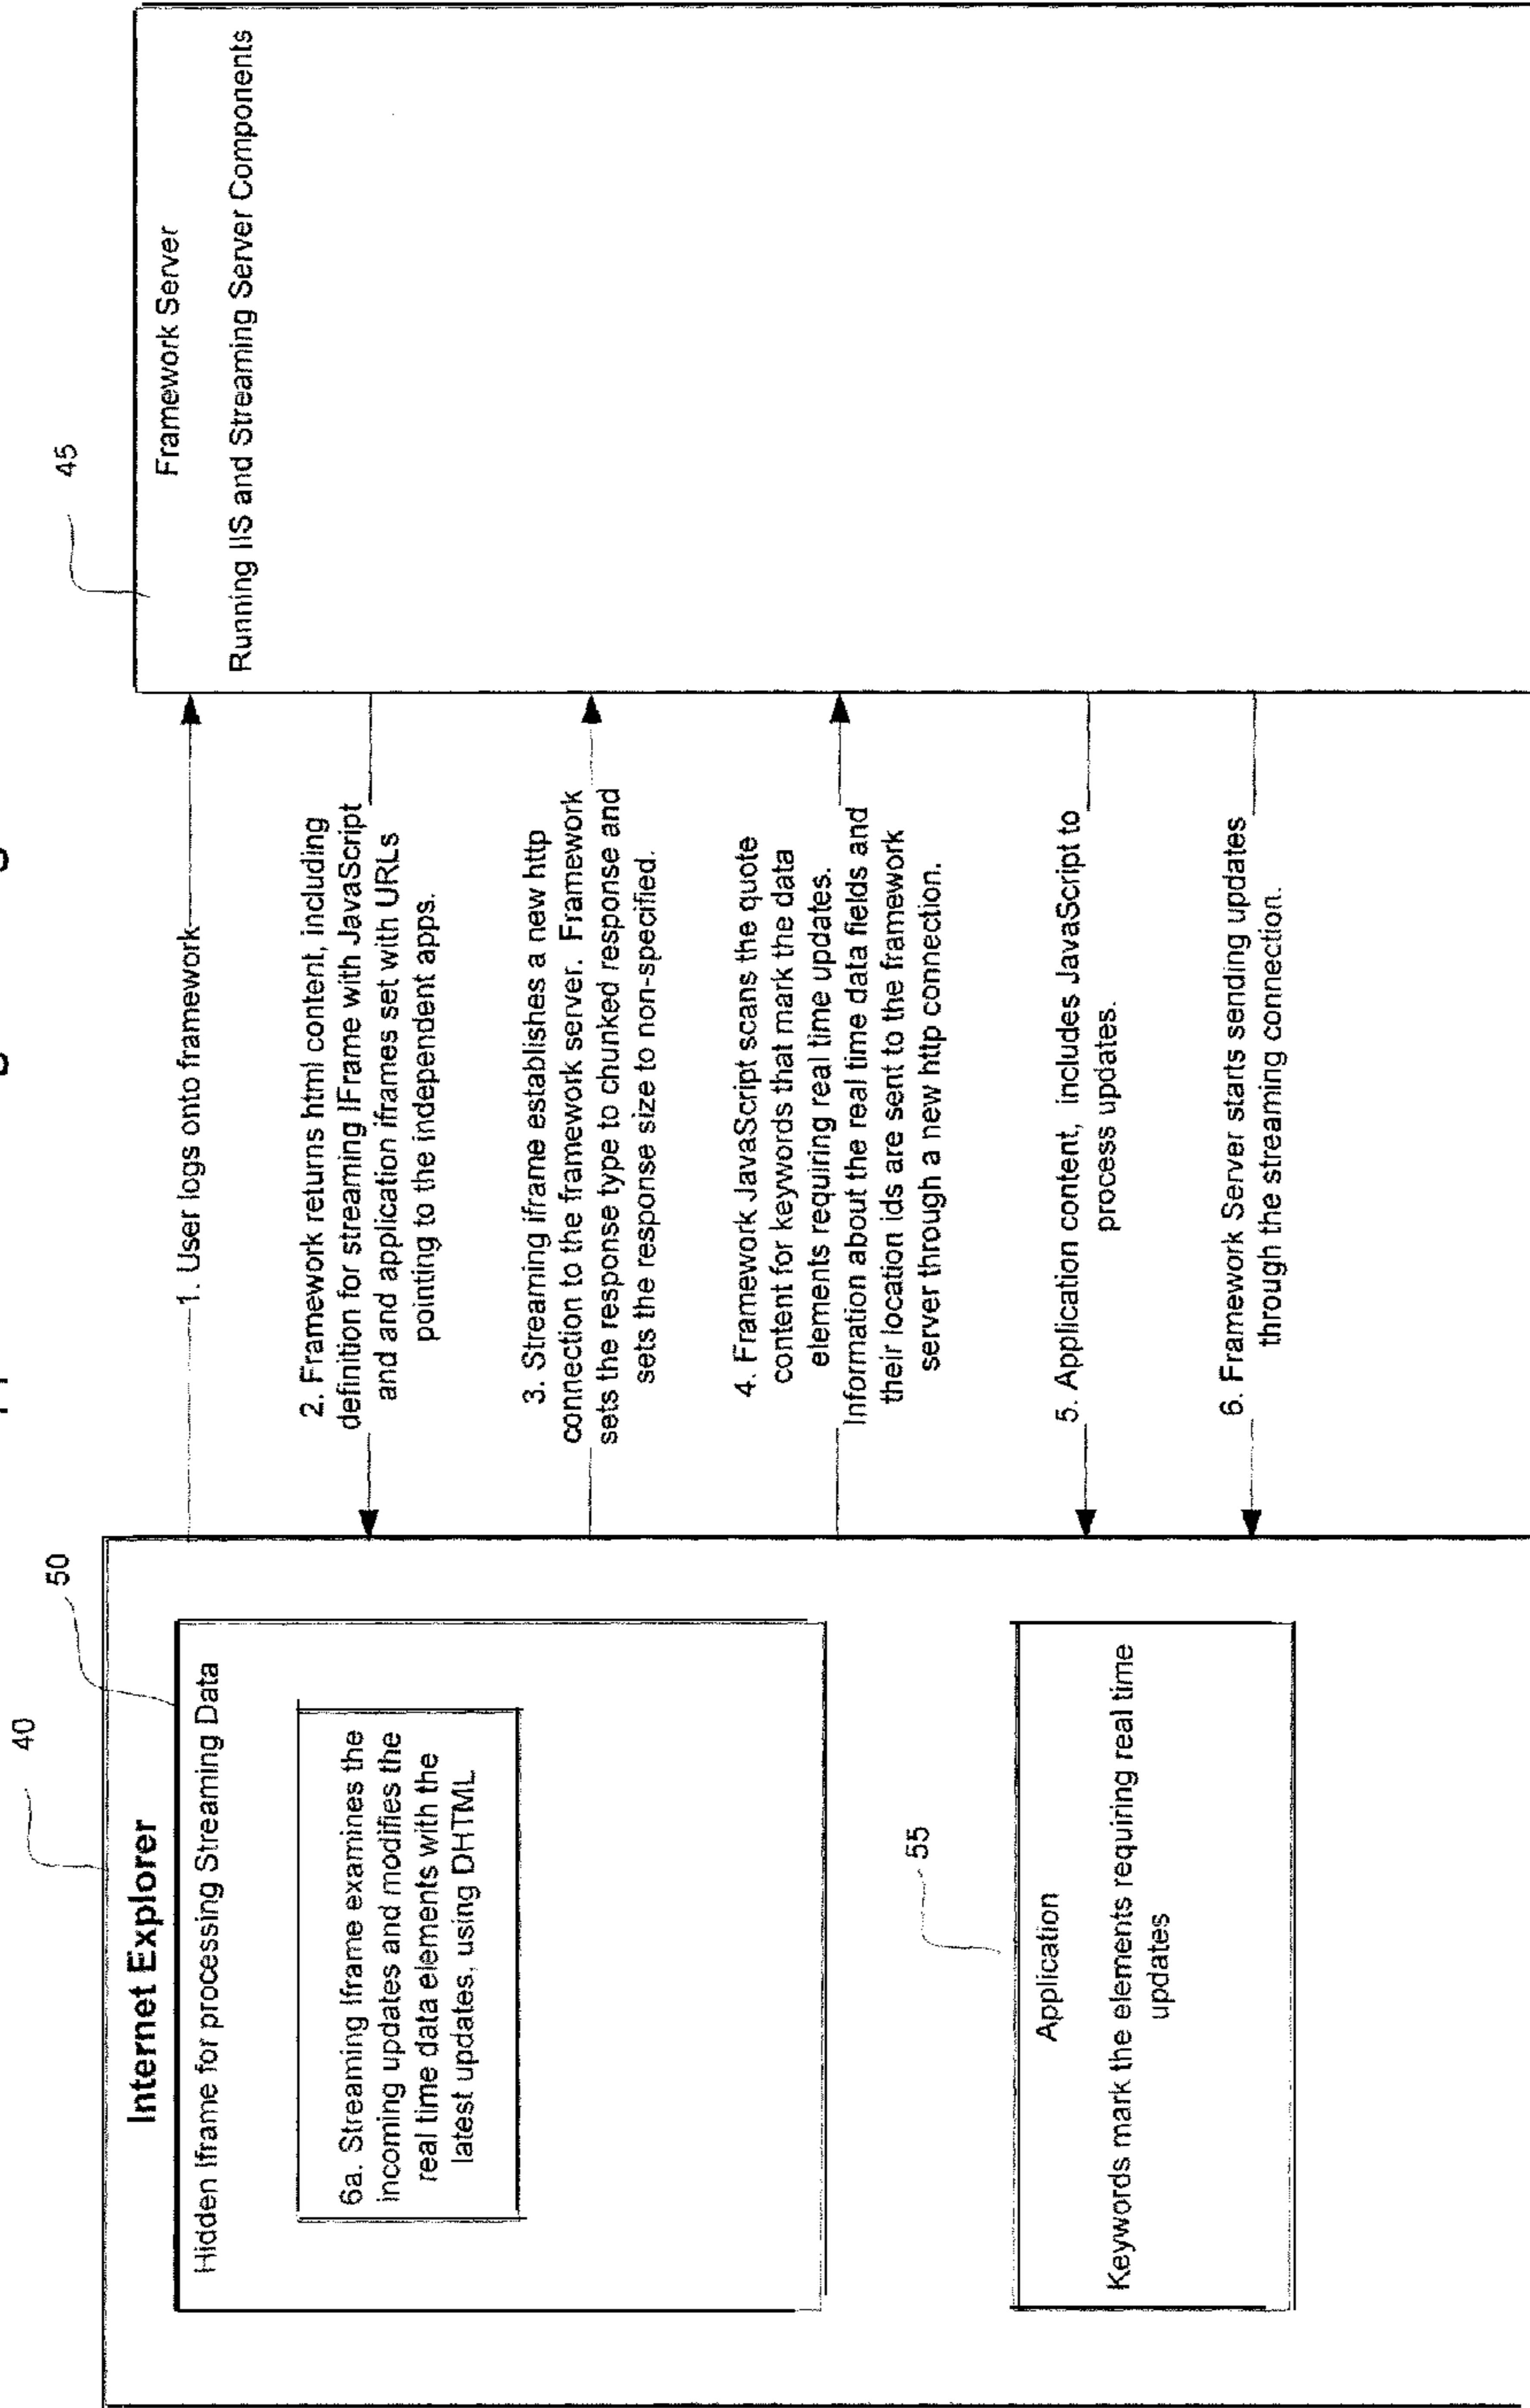 40
50
45
Internet Explorer
Hidden Iframe for processing Streaming Data
6a. Streaming Iframe examines the
incoming updates and modifies the
real time data elements with the
latest updates, using DHTML
55
Application
Keywords mark the elements requiring real time
updates
1. User logs onto framework
2. Framework returns html content, including
definition for streaming IFrame with JavaScript
and and application iframes set with URLs
pointing to the independent apps.
3. Streaming iframe establishes a new http
connection to the framework server. Framework
sets the response type to chunked response and
sets the response size to non-specified.
4. Framework JavaScript scans the quote
content for keywords that mark the data
elements requiring real time updates.
Information about the real time data fields and
their location ids are sent to the framework
server through a new http connection.
5. Application content, includes JavaScript to
process updates.
6. Framework Server starts sending updates
through the streaming connection.
Framework Server
Running IIS and Streaming Server Components